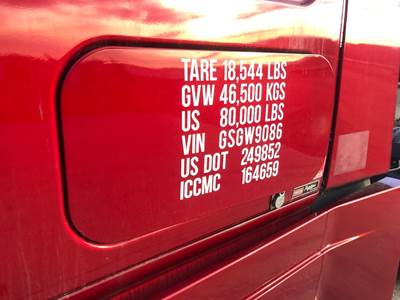 TARE 18,544 LBS
GVW 46,500 KGS
US 80,000 LBS
VIN GSGW9086
US DOT 249852
ICCMC 164659